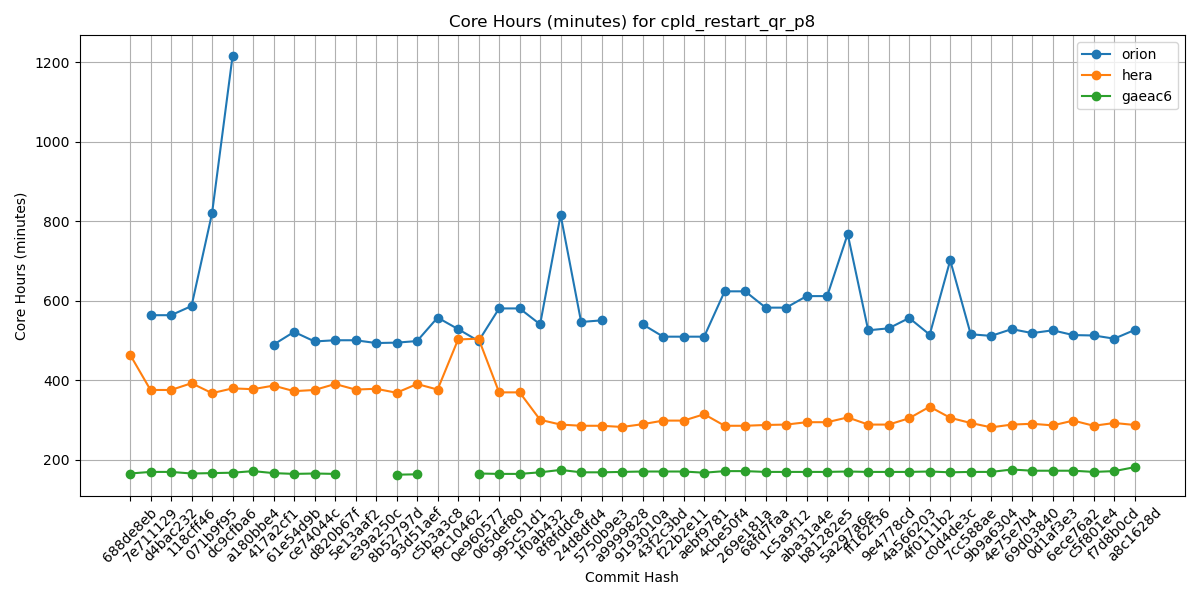 Core Hours (minutes) for cpld_restart_qr_p8
orion
hera
gaeac6
Core Hours (minutes)
1200
1000
800
600
400
200
688de8eb
7e711129
d4bac232
118cff46
071b9f95
dc9cfba6
a180bbe4
417a2cf1
61e54d9b
ce74044c
d820b67f
5e13aaf2
e39a250c
8b52797d
93d51aef
c5b3a3c8
f9c10462
0e960577
065def80
995c51d1
1f0ab432
8f8fddc8
24d8dfd4
5750b9e3
a9999828
9193010a
43f2c3bd
f22b2e11
aebf9781
4cbe50f4
269e181a
68fd7faa
1c5a9f12
aba31a4e
b81282e5
5a297a6e
ff162f36
9e4778cd
4a566203
4f0111b2
c0d4de3c
7cc588ae
9b9a6304
4e75e7b4
69d03840
0d1af3e3
6ece76a2
c5f801e4
f7d8b0cd
a8c1628d
Commit Hash